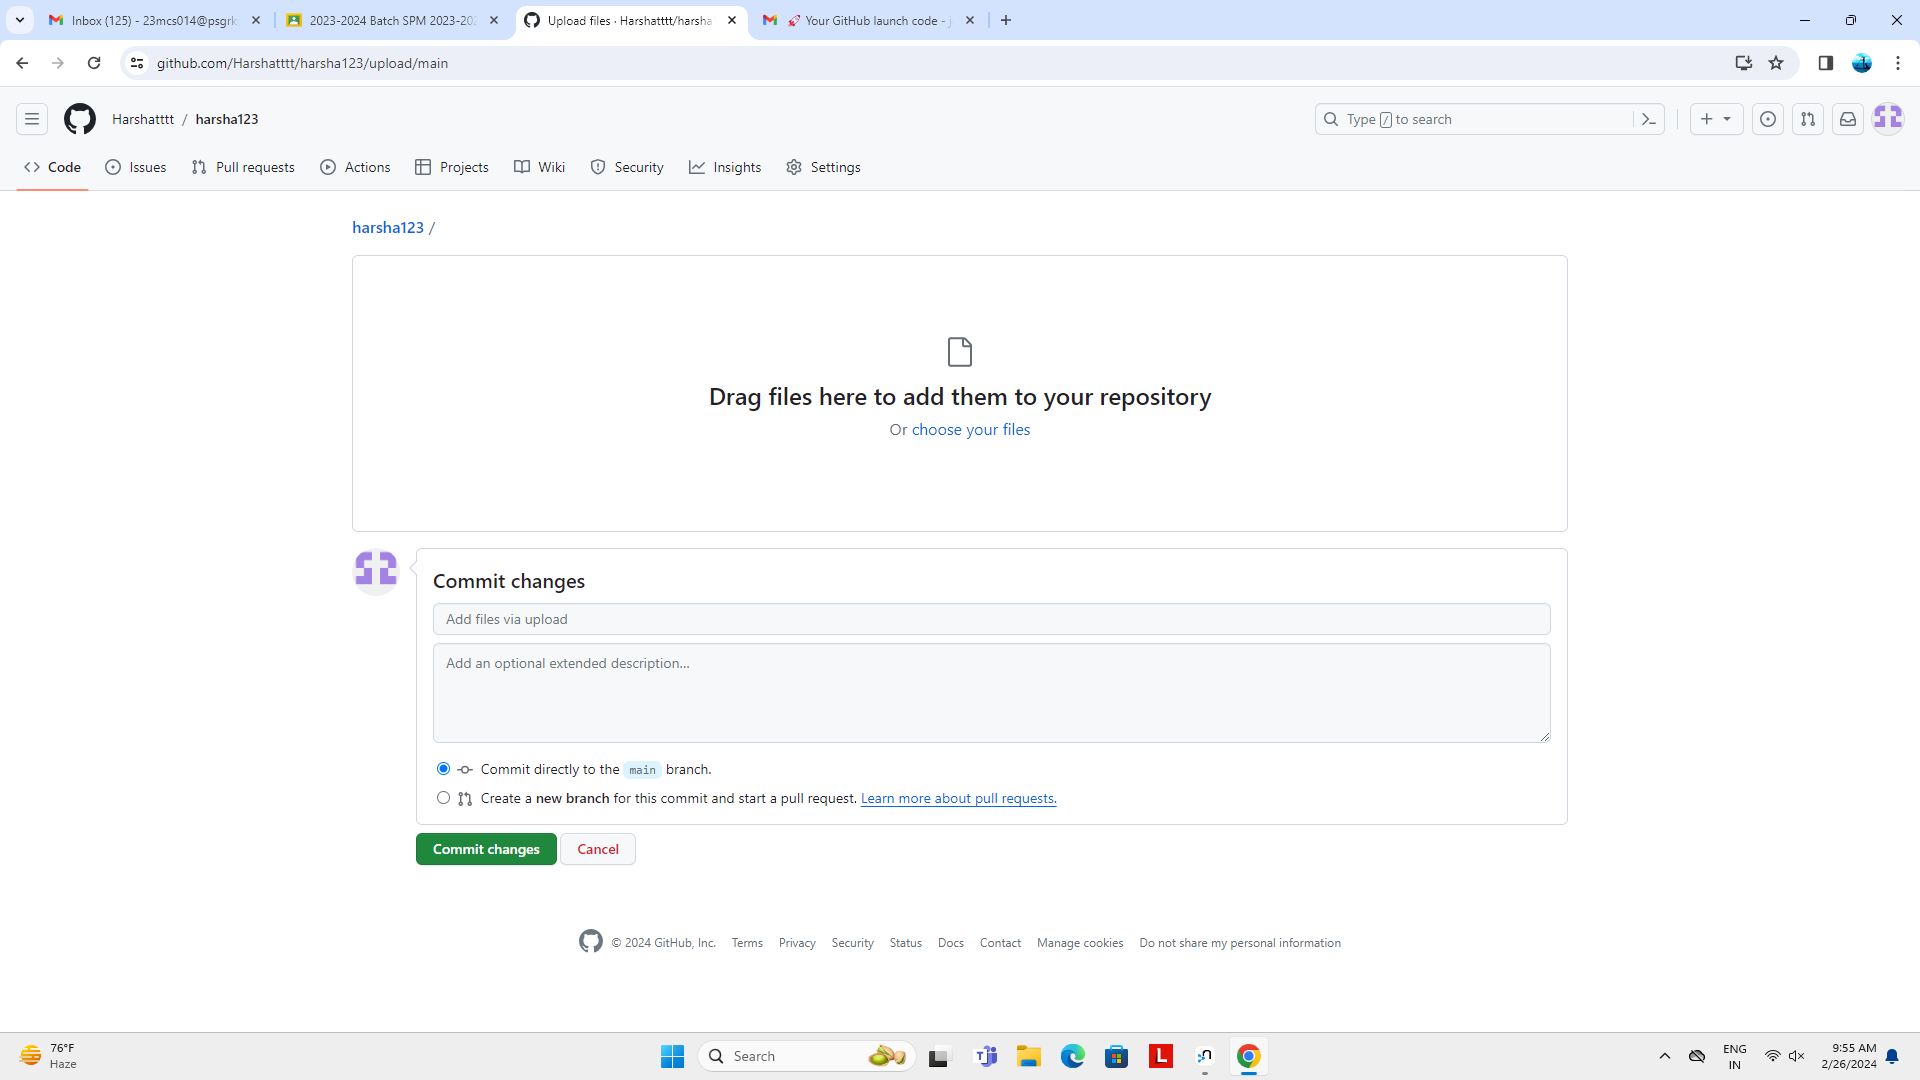 Inbox (125) - 23mcs014@psgrk
2023-2024 Batch SPM 2023-202
Upload files · Harshatttt/harsha
🚀 Your GitHub launch code - j
github.com/Harshatttt/harsha123/upload/main
Harshatttt / harsha123
Type / to search
Code Issues Pull requests Actions Projects Wiki Security Insights Settings
harsha123 /
Drag files here to add them to your repository
Or choose your files
Commit changes
Add files via upload
Add an optional extended description...
Commit directly to the main branch.
Create a new branch for this commit and start a pull request. Learn more about pull requests.
Commit changes Cancel
© 2024 GitHub, Inc. Terms Privacy Security Status Docs Contact Manage cookies Do not share my personal information
76°F
Haze
Search
L
ENG
IN
9:55 AM
2/26/2024